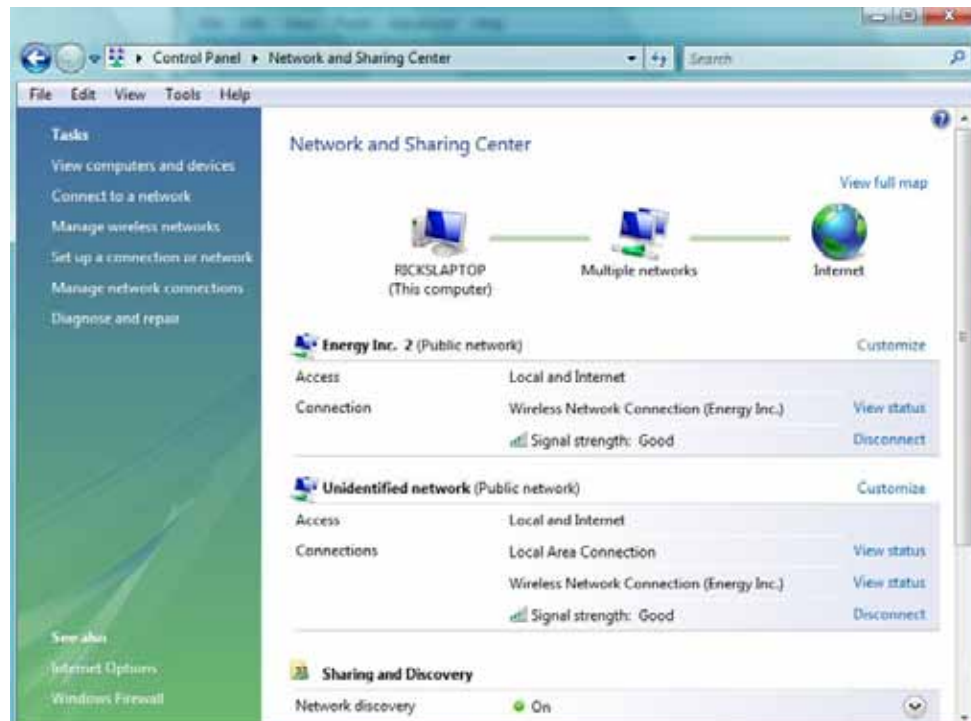 Control Panel ▸ Network and Sharing Center
Search
File Edit View Tools Help
Tasks
View computers and devices
Connect to a network
Manage wireless networks
Set up a connection or network
Manage network connections
Diagnose and repair
See also
Internet Options
Windows Firewall
Network and Sharing Center
View full map
RICKSLAPTOP
(This computer)
Multiple networks
Internet
Energy Inc. 2 (Public network) Customize
Access Local and Internet
Connection Wireless Network Connection (Energy Inc.) View status
Signal strength: Good Disconnect
Unidentified network (Public network) Customize
Access Local and Internet
Connections Local Area Connection View status
Wireless Network Connection (Energy Inc.) View status
Signal strength: Good Disconnect
Sharing and Discovery
Network discovery On